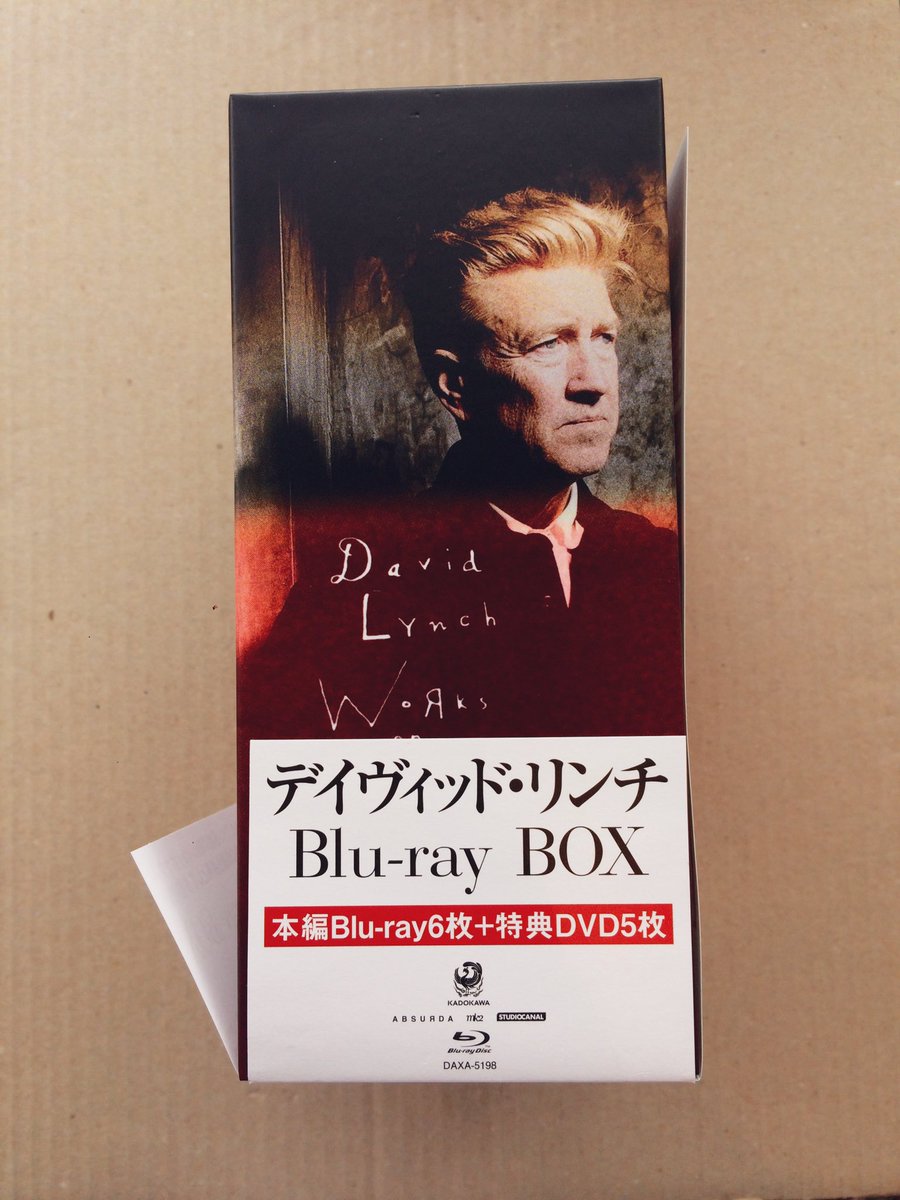 David
Lynch
WoЯks
デイヴィッド・リンチ
Blu-ray BOX
本編Blu-ray6枚+特典DVD5枚
KADOKAWA
ABSUЯDA mk2 STUDIOCANAL
Blu-ray Disc
DAXA-5198